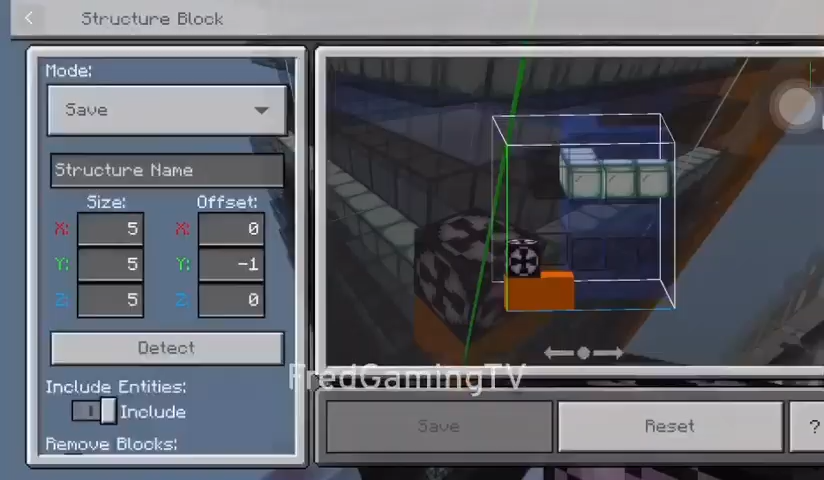 Structure Block
Mode:
Save
Structure Name
Size: Offset:
X: 5 X: 0
Y: 5 Y: -1
Z: 5 Z: 0
Detect
Include Entities:
Include
Remove Blocks:
FredGamingTV
Save Reset ?